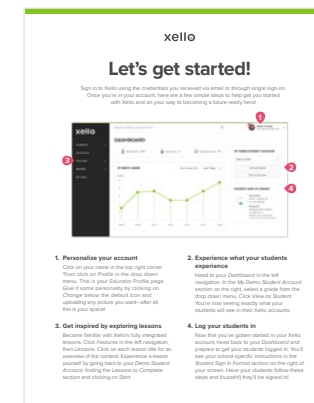 xello
Let's get started!
Sign in to Xello using the credentials you received via email or through single sign-on.
Once you're in your account, here are a few simple steps to help get you started
with Xello and on your way to becoming a future-ready hero!
1
xello
DASHBOARD
3
2
4
1. Personalize your account
Click on your name in the top right corner.
Then click on Profile in the drop down
menu. This is your Educator Profile page.
Give it some personality by clicking on
Change below the default icon and
uploading any picture you want—after all,
this is your space!
2. Experience what your students
experience
Head to your Dashboard in the left
navigation. In the My Demo Student Account
section on the right, select a grade from the
drop down menu. Click View as Student.
You're now seeing exactly what your
students will see in their Xello accounts.
3. Get inspired by exploring lessons
Become familiar with Xello's fully integrated
lessons. Click Features in the left navigation,
then Lessons. Click on each lesson title for an
overview of the content. Experience a lesson
yourself by going back to your Demo Student
Account, finding the Lessons to Complete
section and clicking on Start.
4. Log your students in
Now that you've gotten started in your Xello
account, head back to your Dashboard and
prepare to get your students logged in. You'll
see your school-specific instructions in the
Student Sign in Format section on the right of
your screen. Have your students follow these
steps and (huzzah!) they'll be signed in!